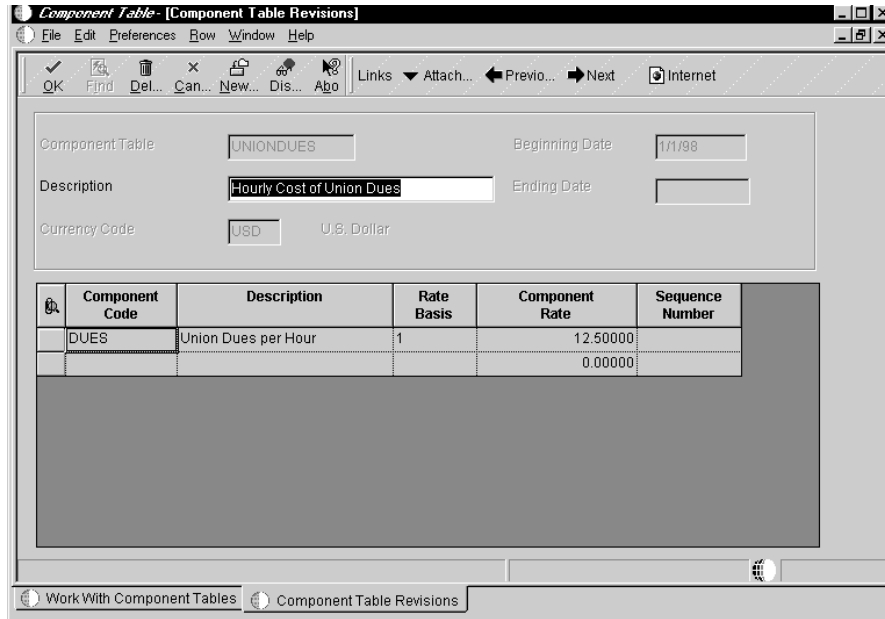 Component Table - [Component Table Revisions]
File Edit Preferences Row Window Help
OK Find Del... Can... New... Dis... Abo Links Attach... Previo... Next Internet
Component Table UNIONDUES Beginning Date 1/1/98
Description Hourly Cost of Union Dues Ending Date
Currency Code USD U.S. Dollar
Component Code Description Rate Basis Component Rate Sequence Number
DUES Union Dues per Hour 1 12.50000
0.00000
Work With Component Tables Component Table Revisions